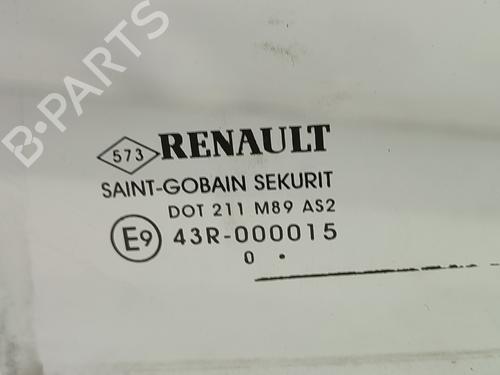 B-PARTS
573 RENAULT
SAINT-GOBAIN SEKURIT
DOT 211 M89 AS2
E9 43R-000015
0 .